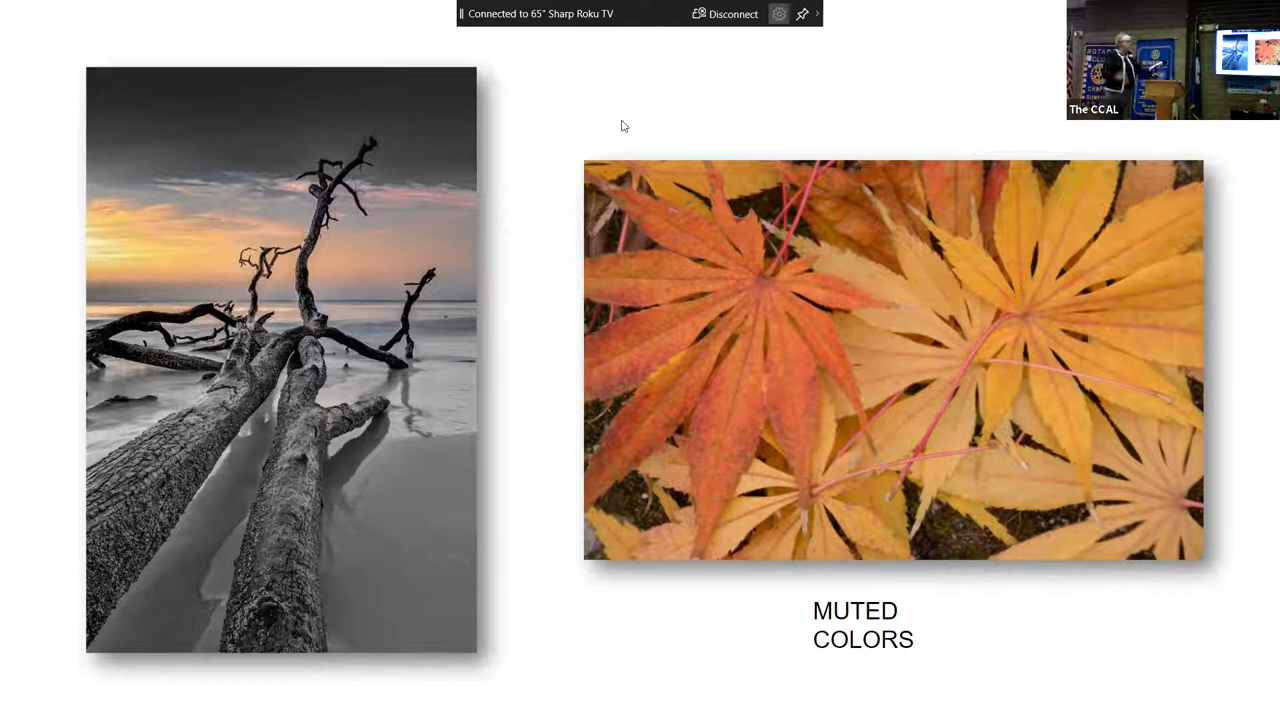 Connected to 65" Sharp Roku TV
Disconnect
The CCAL
MUTED
COLORS